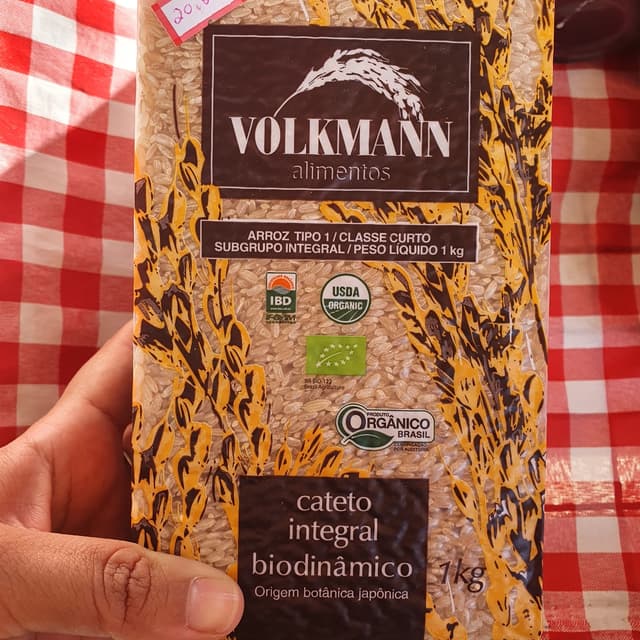 VOLKMANN
alimentos
ARROZ TIPO 1 / CLASSE CURTO
SUBGRUPO INTEGRAL / PESO LÍQUIDO 1 kg
IBD
USDA
ORGANIC
PRODUTO
ORGÂNICO
BRASIL
cateto
integral
biodinâmico
1kg
Origem botânica japônica